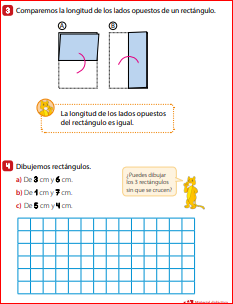 3 Comparemos la longitud de los lados opuestos de un rectángulo.
A B
La longitud de los lados opuestos
del rectángulo es igual.
4 Dibujemos rectángulos.
a) De 3 cm y 6 cm.
b) De 1 cm y 7 cm.
c) De 5 cm y 4 cm.
¿Puedes dibujar
los 3 rectángulos
sin que se crucen?